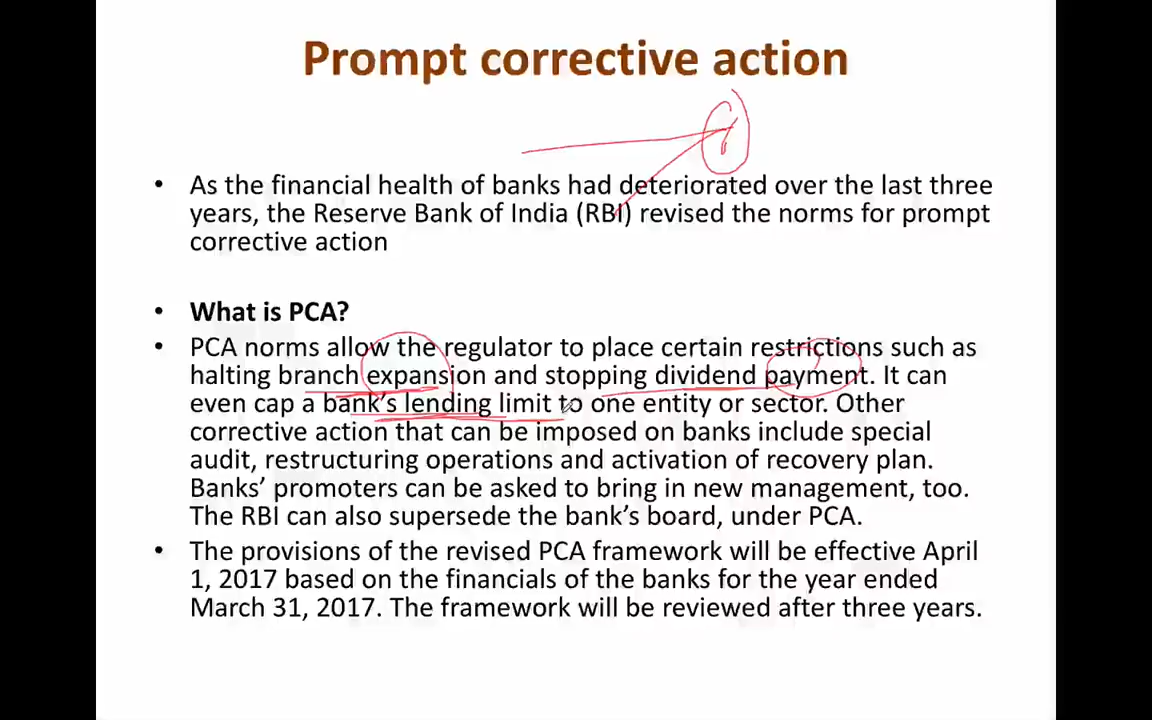 Prompt corrective action
• As the financial health of banks had deteriorated over the last three
years, the Reserve Bank of India (RBI) revised the norms for prompt
corrective action
• What is PCA?
• PCA norms allow the regulator to place certain restrictions such as
halting branch expansion and stopping dividend payment. It can
even cap a bank’s lending limit to one entity or sector. Other
corrective action that can be imposed on banks include special
audit, restructuring operations and activation of recovery plan.
Banks’ promoters can be asked to bring in new management, too.
The RBI can also supersede the bank’s board, under PCA.
• The provisions of the revised PCA framework will be effective April
1, 2017 based on the financials of the banks for the year ended
March 31, 2017. The framework will be reviewed after three years.